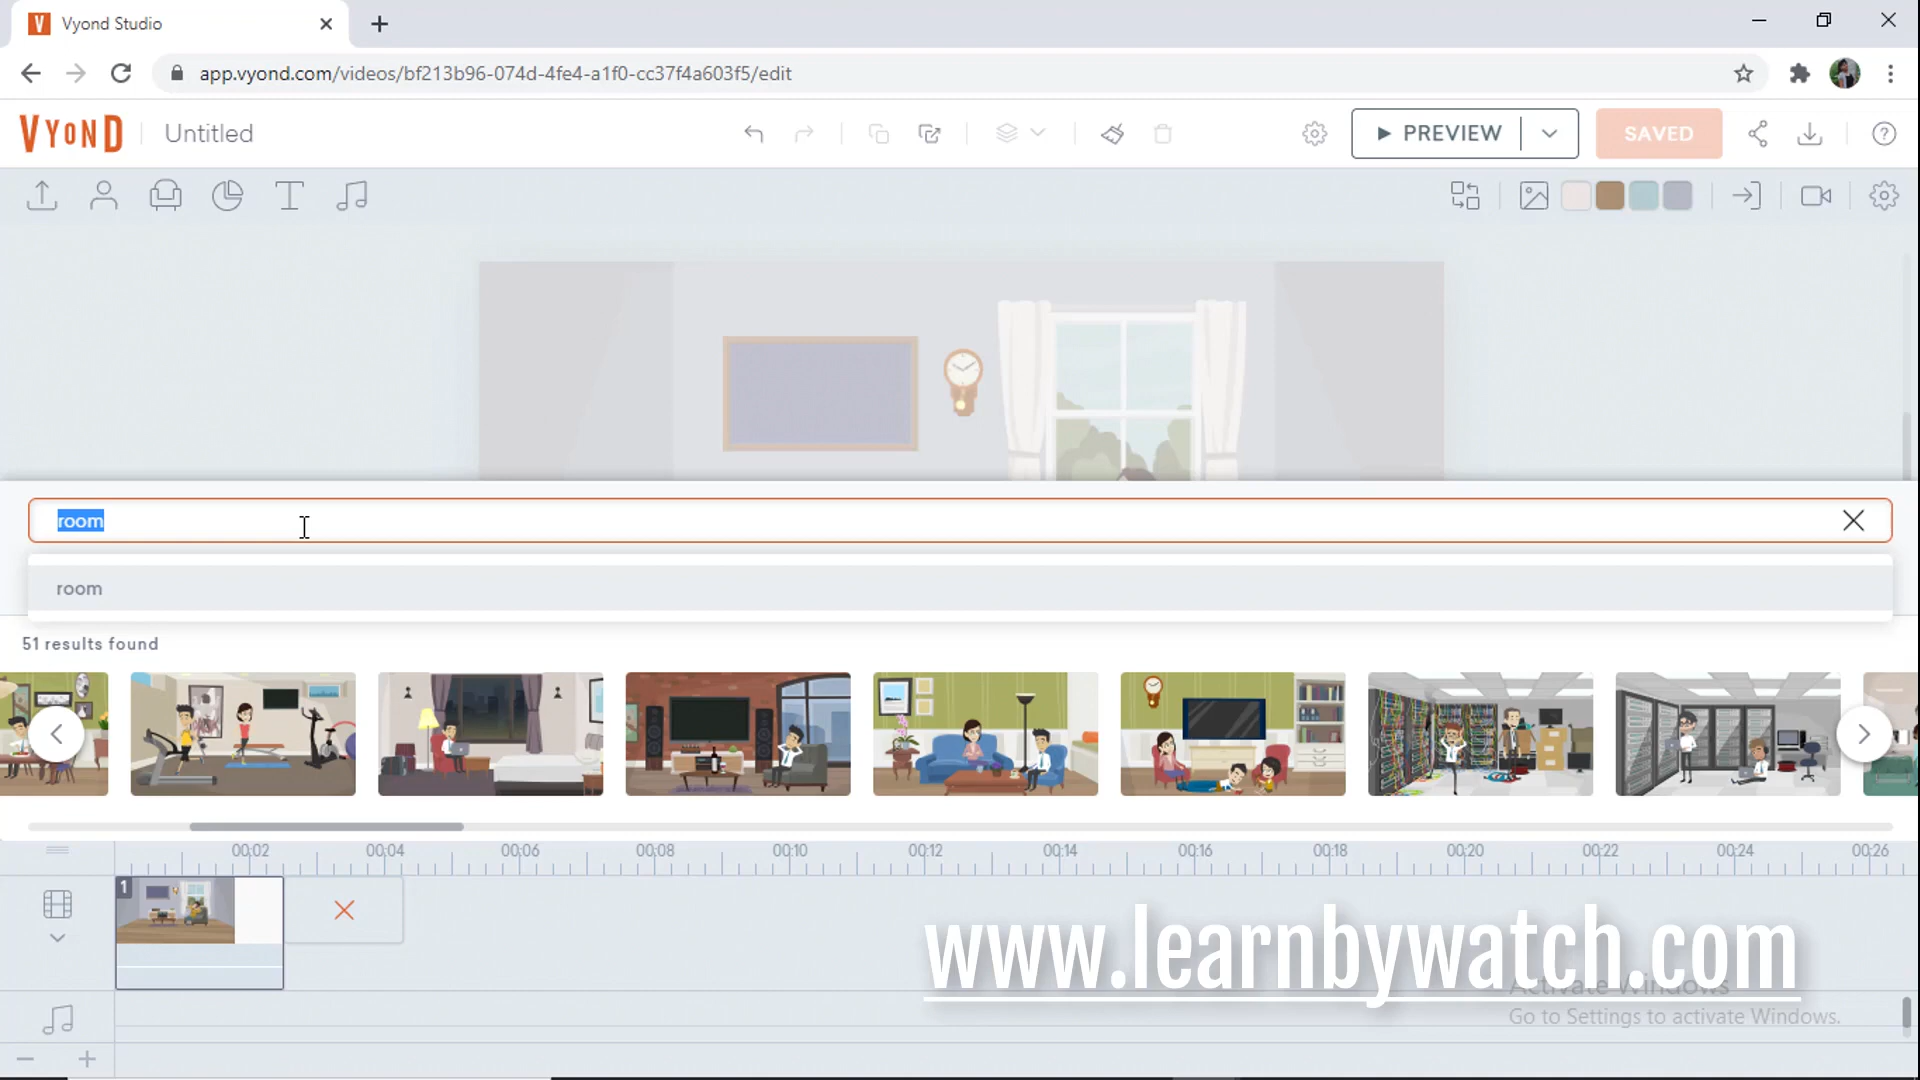 Vyond Studio
app.vyond.com/videos/bf213b96-074d-4fe4-a1f0-cc37f4a603f5/edit
VYOND
Untitled
PREVIEW
SAVED
room
room
51 results found
00:02 00:04 00:06 00:08 00:10 00:12 00:14 00:16 00:18 00:20 00:22 00:24 00:26
1
www.learnbywatch.com
Activate Windows
Go to Settings to activate Windows.